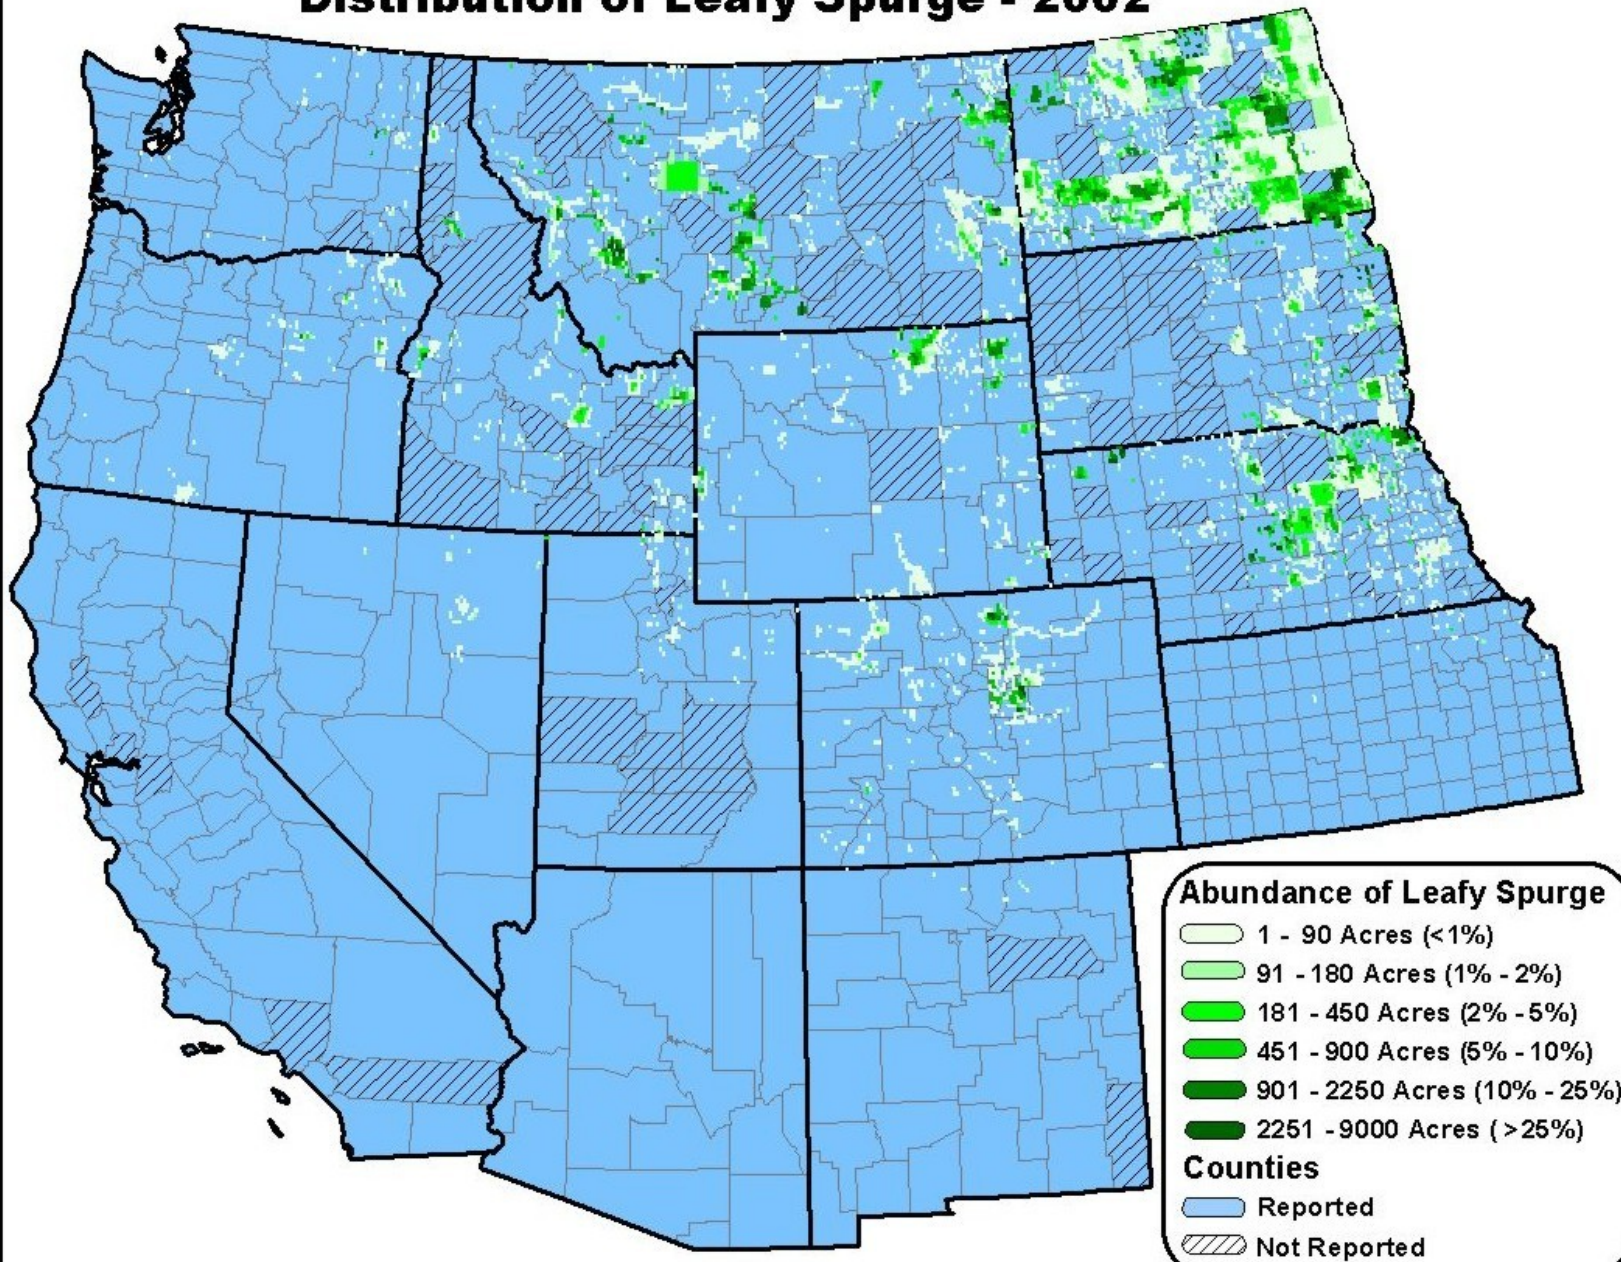 Distribution of Leafy Spurge - 2002
Abundance of Leafy Spurge
1 - 90 Acres (<1%)
91 - 180 Acres (1% - 2%)
181 - 450 Acres (2% - 5%)
451 - 900 Acres (5% - 10%)
901 - 2250 Acres (10% - 25%)
2251 - 9000 Acres ( >25%)
Counties
Reported
Not Reported